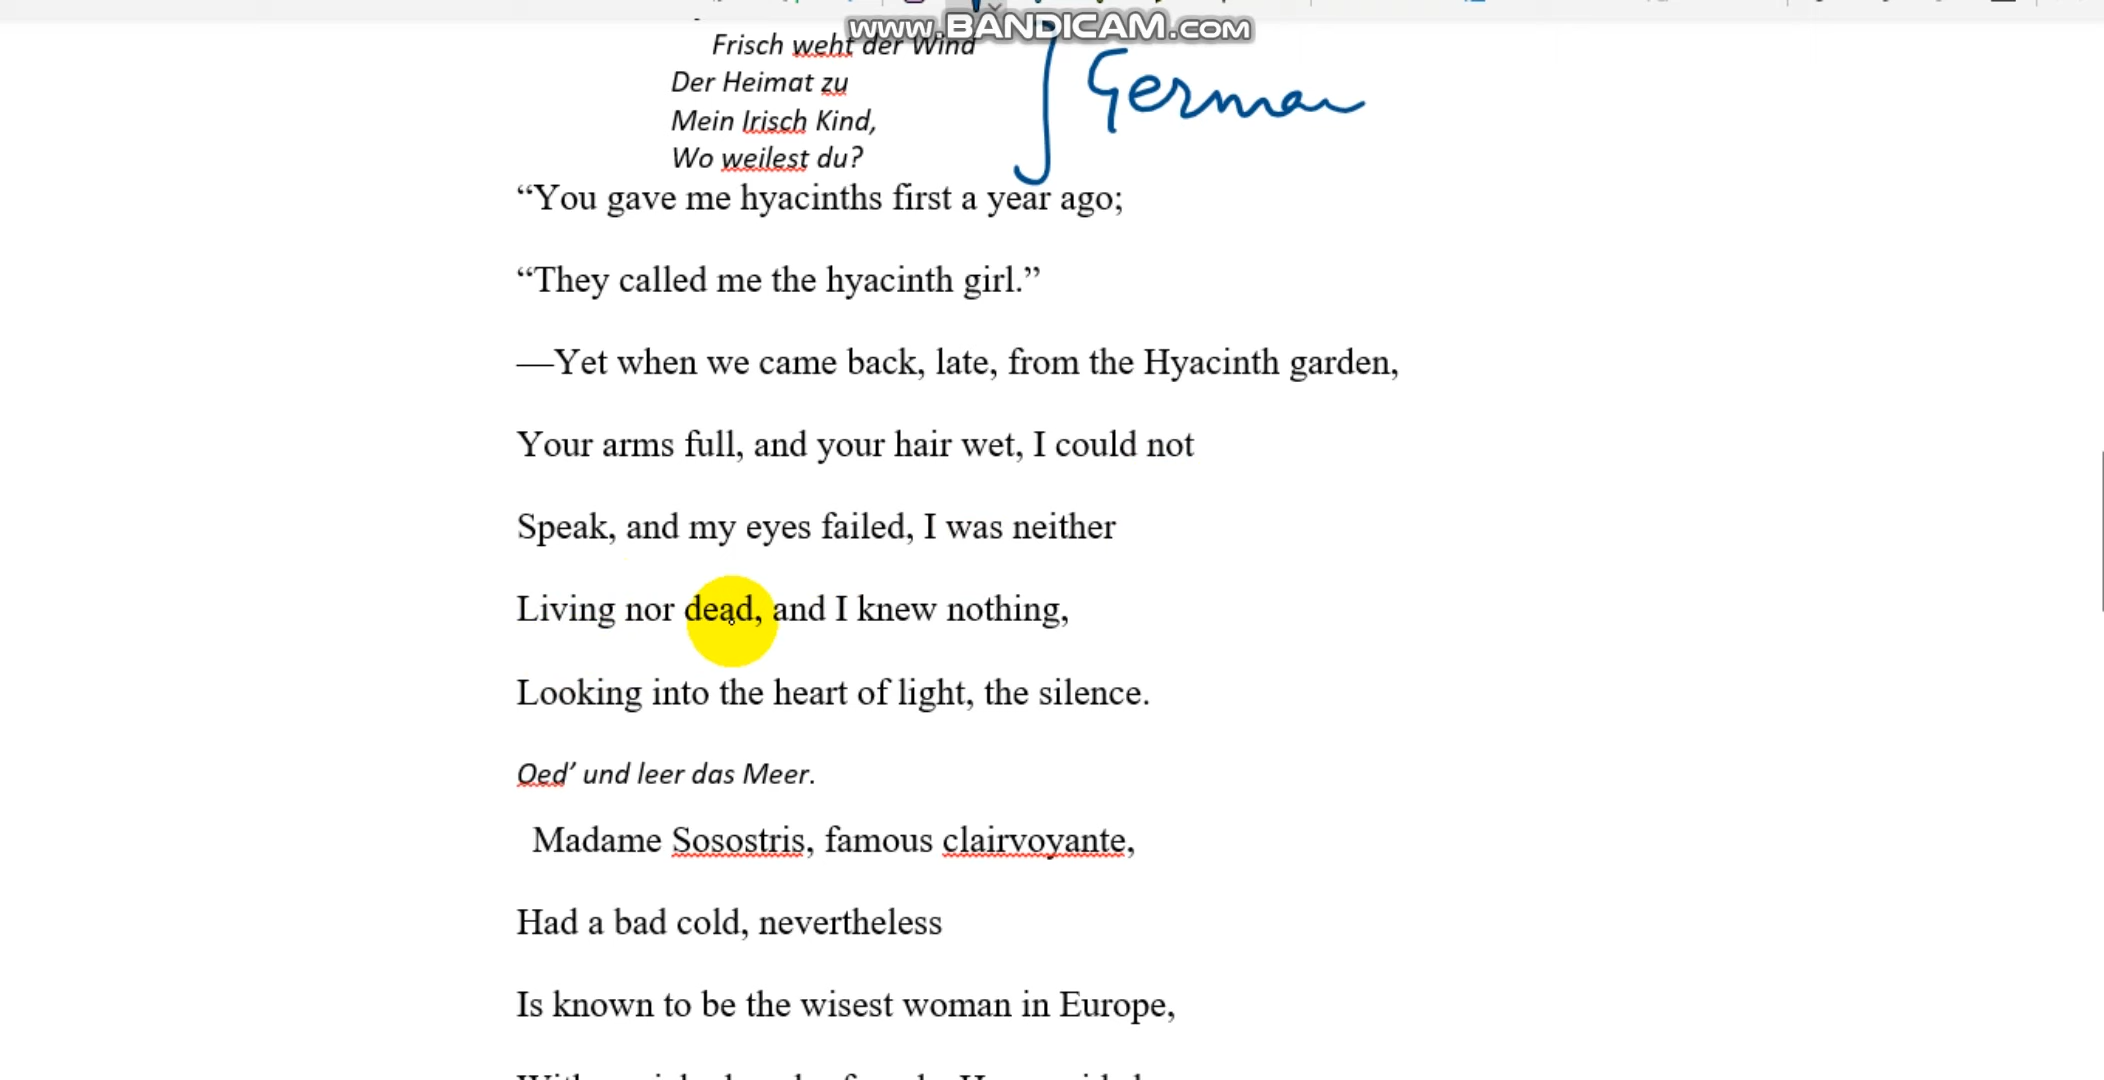 www.BANDICAM.com
Frisch weht der Wind
Der Heimat zu
Mein Irisch Kind,
Wo weilest du?
German
“You gave me hyacinths first a year ago;
“They called me the hyacinth girl.”
—Yet when we came back, late, from the Hyacinth garden,
Your arms full, and your hair wet, I could not
Speak, and my eyes failed, I was neither
Living nor dead, and I knew nothing,
Looking into the heart of light, the silence.
Oed’ und leer das Meer.
Madame Sosostris, famous clairvoyante,
Had a bad cold, nevertheless
Is known to be the wisest woman in Europe,